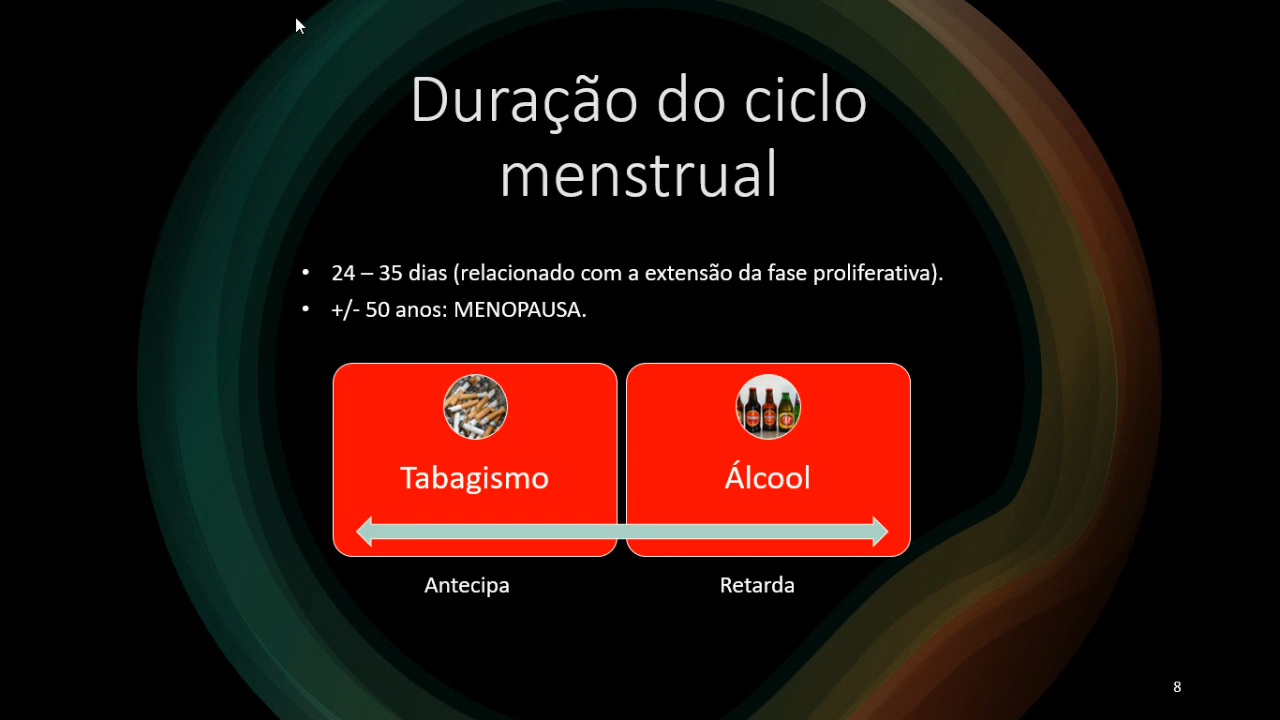 Duração do ciclo
menstrual
• 24 – 35 dias (relacionado com a extensão da fase proliferativa).
• +/- 50 anos: MENOPAUSA.
Tabagismo
Álcool
Antecipa
Retarda
8